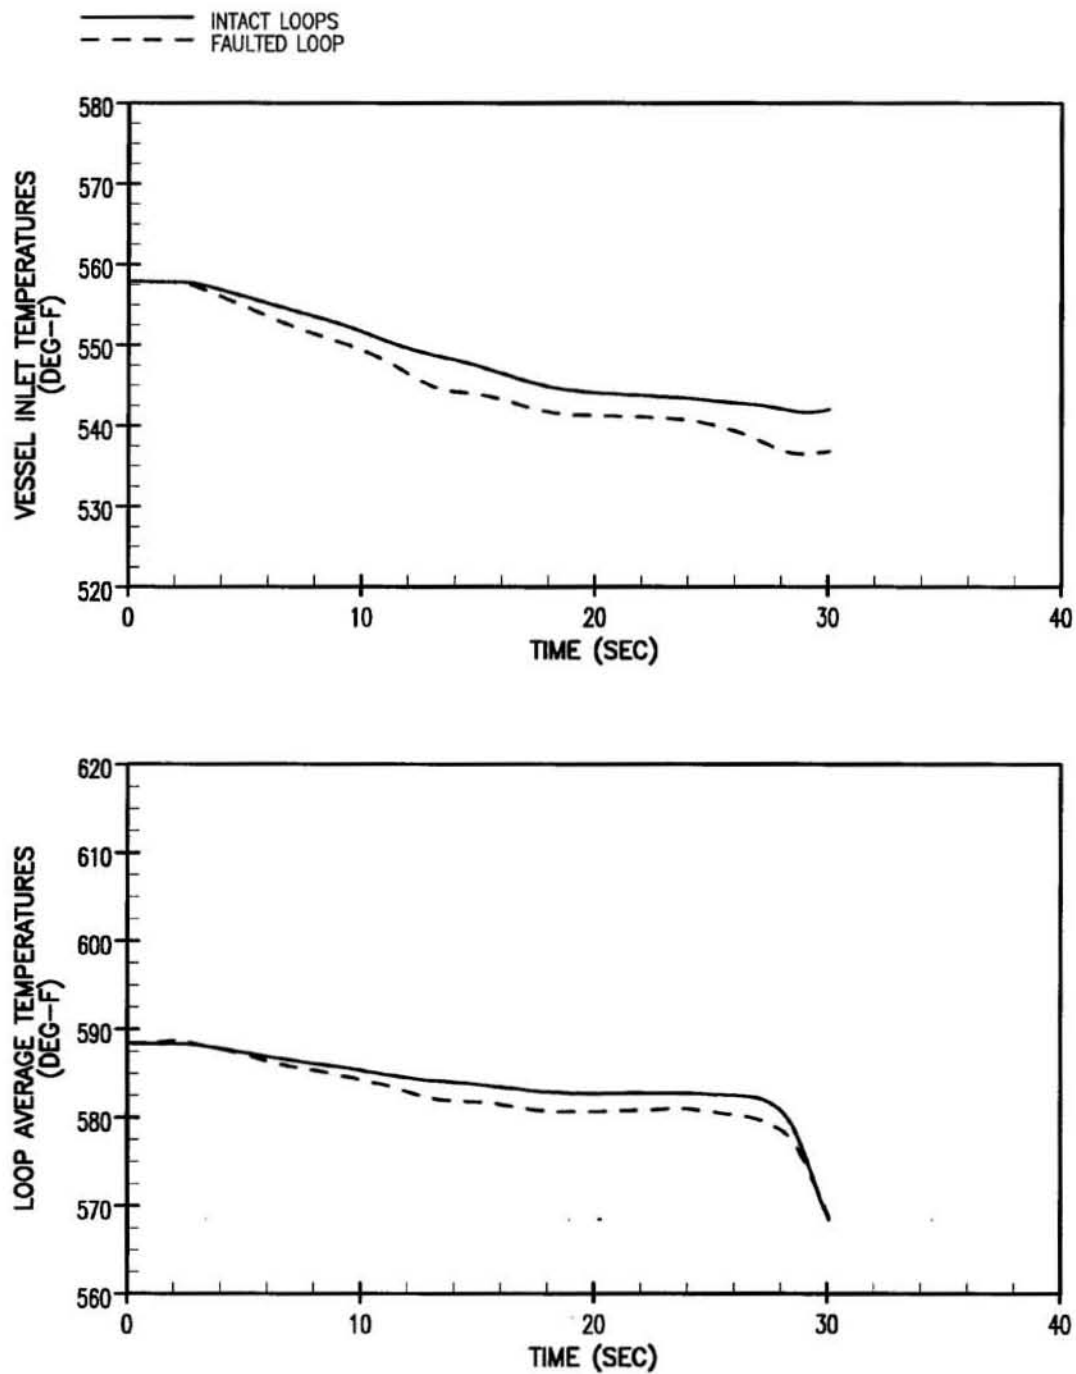 INTACT LOOPS
FAULTED LOOP
VESSEL INLET TEMPERATURES
(DEG-F)
580
570
560
550
540
530
520
0 10 20 30 40
TIME (SEC)
LOOP AVERAGE TEMPERATURES
(DEG-F)
620
610
600
590
580
570
560
0 10 20 30 40
TIME (SEC)